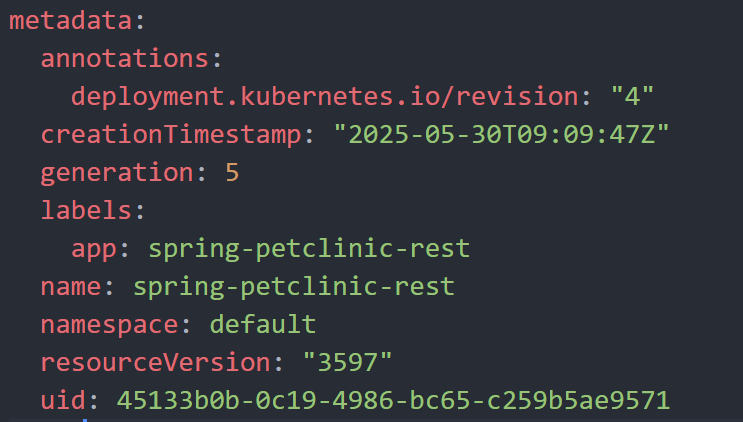 metadata:
  annotations:
    deployment.kubernetes.io/revision: "4"
  creationTimestamp: "2025-05-30T09:09:47Z"
  generation: 5
  labels:
    app: spring-petclinic-rest
  name: spring-petclinic-rest
  namespace: default
  resourceVersion: "3597"
  uid: 45133b0b-0c19-4986-bc65-c259b5ae9571